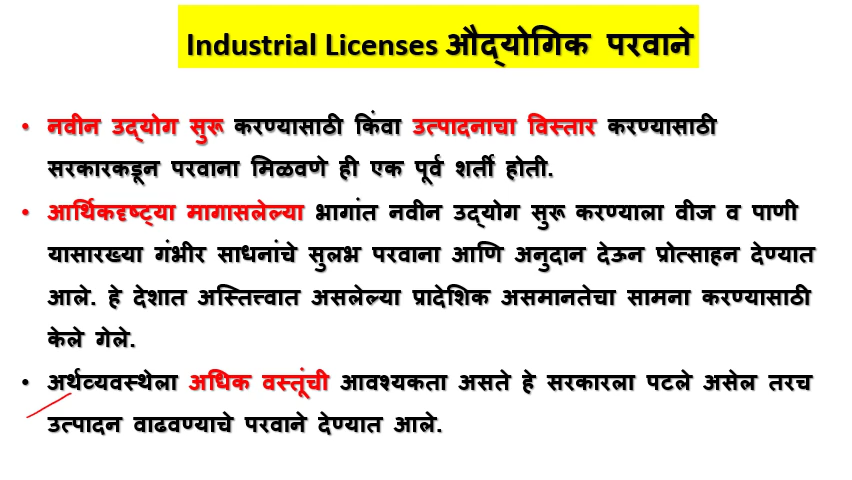 Industrial Licenses औद्योगिक परवाने
• नवीन उद्योग सुरू करण्यासाठी किंवा उत्पादनाचा विस्तार करण्यासाठी
सरकारकडून परवाना मिळवणे ही एक पूर्व शर्ती होती.
• आर्थिकदृष्ट्या मागासलेल्या भागांत नवीन उद्योग सुरू करण्याला वीज व पाणी
यासारख्या गंभीर साधनांचे सुलभ परवाना आणि अनुदान देऊन प्रोत्साहन देण्यात
आले. हे देशात अस्तित्त्वात असलेल्या प्रादेशिक असमानतेचा सामना करण्यासाठी
केले गेले.
• अर्थव्यवस्थेला अधिक वस्तूंची आवश्यकता असते हे सरकारला पटले असेल तरच
उत्पादन वाढवण्याचे परवाने देण्यात आले.